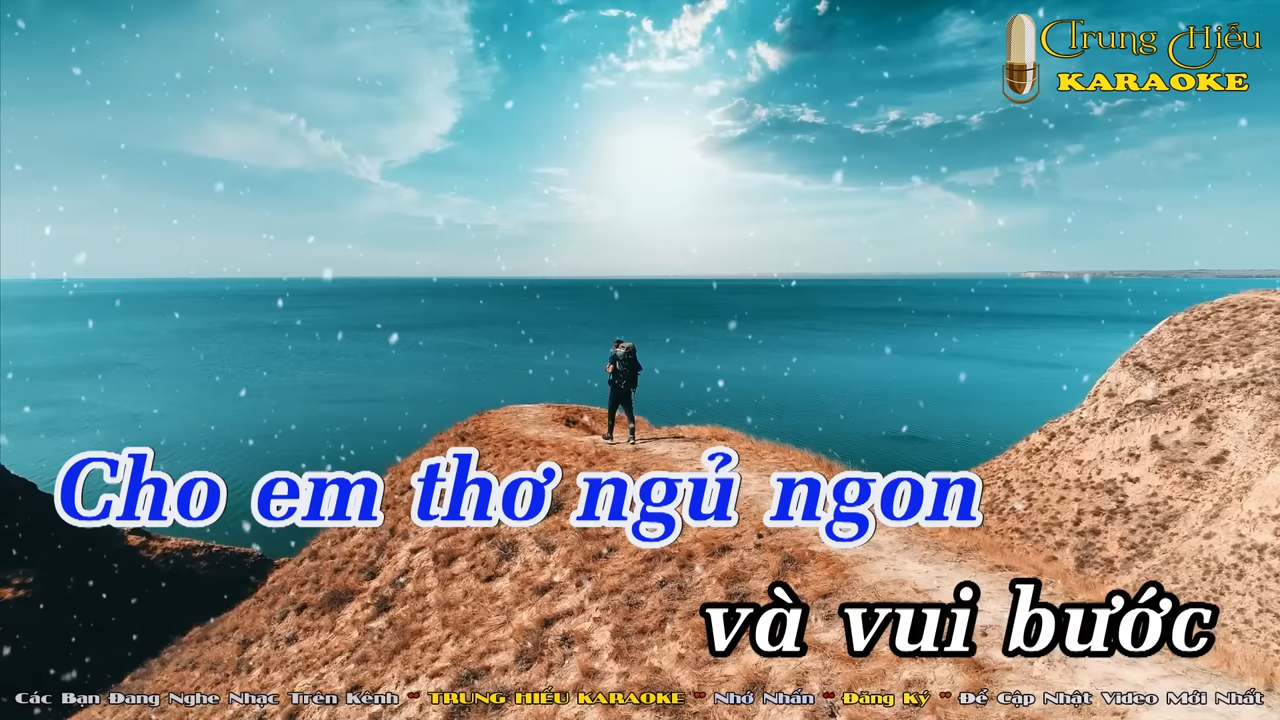 Trung Hiếu
KARAOKE
Cho em thơ ngủ ngon
và vui bước
Các Bạn Đang Nghe Nhạc Trên Kênh “ TRUNG HIẾU KARAOKE ” Nhớ Nhấn “ Đăng Ký ” Để Cập Nhật Video Mới Nhất